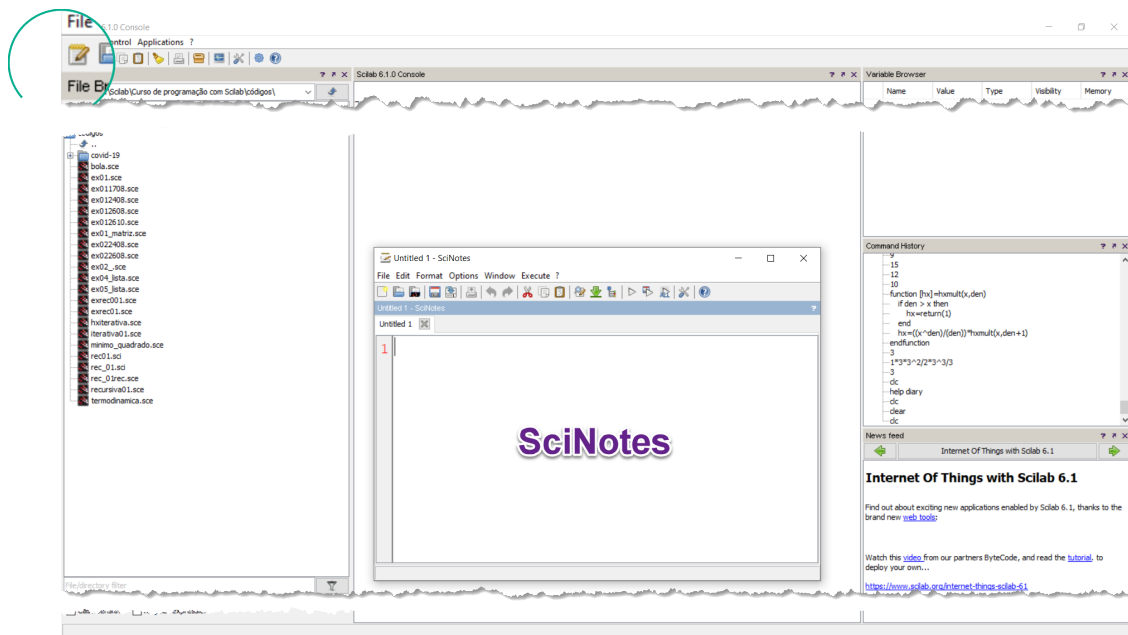 File
6.1.0 Console
ontrol Applications ?
File Br
Scilab\Curso de programação com Scilab\códigos\
? ↗ X
Scilab 6.1.0 Console
? ↗ X
Variable Browser
? ↗ X
Name Value Type Visibility Memory
códigos
..
covid-19
bola.sce
ex01.sce
ex011708.sce
ex012408.sce
ex012608.sce
ex012610.sce
ex01_matriz.sce
ex022408.sce
ex022608.sce
ex02_.sce
ex04_lista.sce
ex05_lista.sce
exrec001.sce
exrec01.sce
hxiterativa.sce
iterativa01.sce
minimo_quadrado.sce
rec01.sci
rec_01.sci
rec_01rec.sce
recursiva01.sce
termodinamica.sce
File/directory filter
Untitled 1 - SciNotes
File Edit Format Options Window Execute ?
Untitled 1 - SciNotes ?
Untitled 1
1
SciNotes
Command History
? ↗ X
9
15
12
10
function [hx]=hxmult(x,den)
if den > x then
hx=return(1)
end
hx=((x^den)/(den))*hxmult(x,den+1)
endfunction
3
1*3*3^2/2*3^3/3
3
clc
help diary
clc
clear
clc
News feed
? ↗ X
Internet Of Things with Scilab 6.1
Internet Of Things with Scilab 6.1
Find out about exciting new applications enabled by Scilab 6.1, thanks to the
brand new web tools:
Watch this video from our partners ByteCode, and read the tutorial. to
deploy your own...
https://www.scilab.org/internet-things-scilab-61